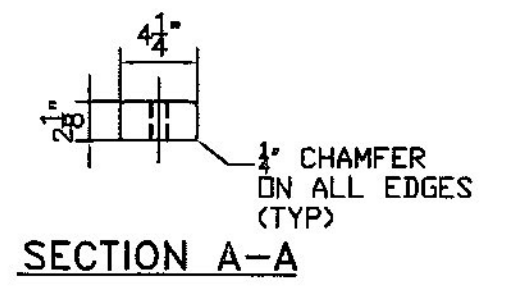 4 1/4"
2 1/8"
1/4" CHAMFER
ON ALL EDGES
(TYP)
SECTION A-A